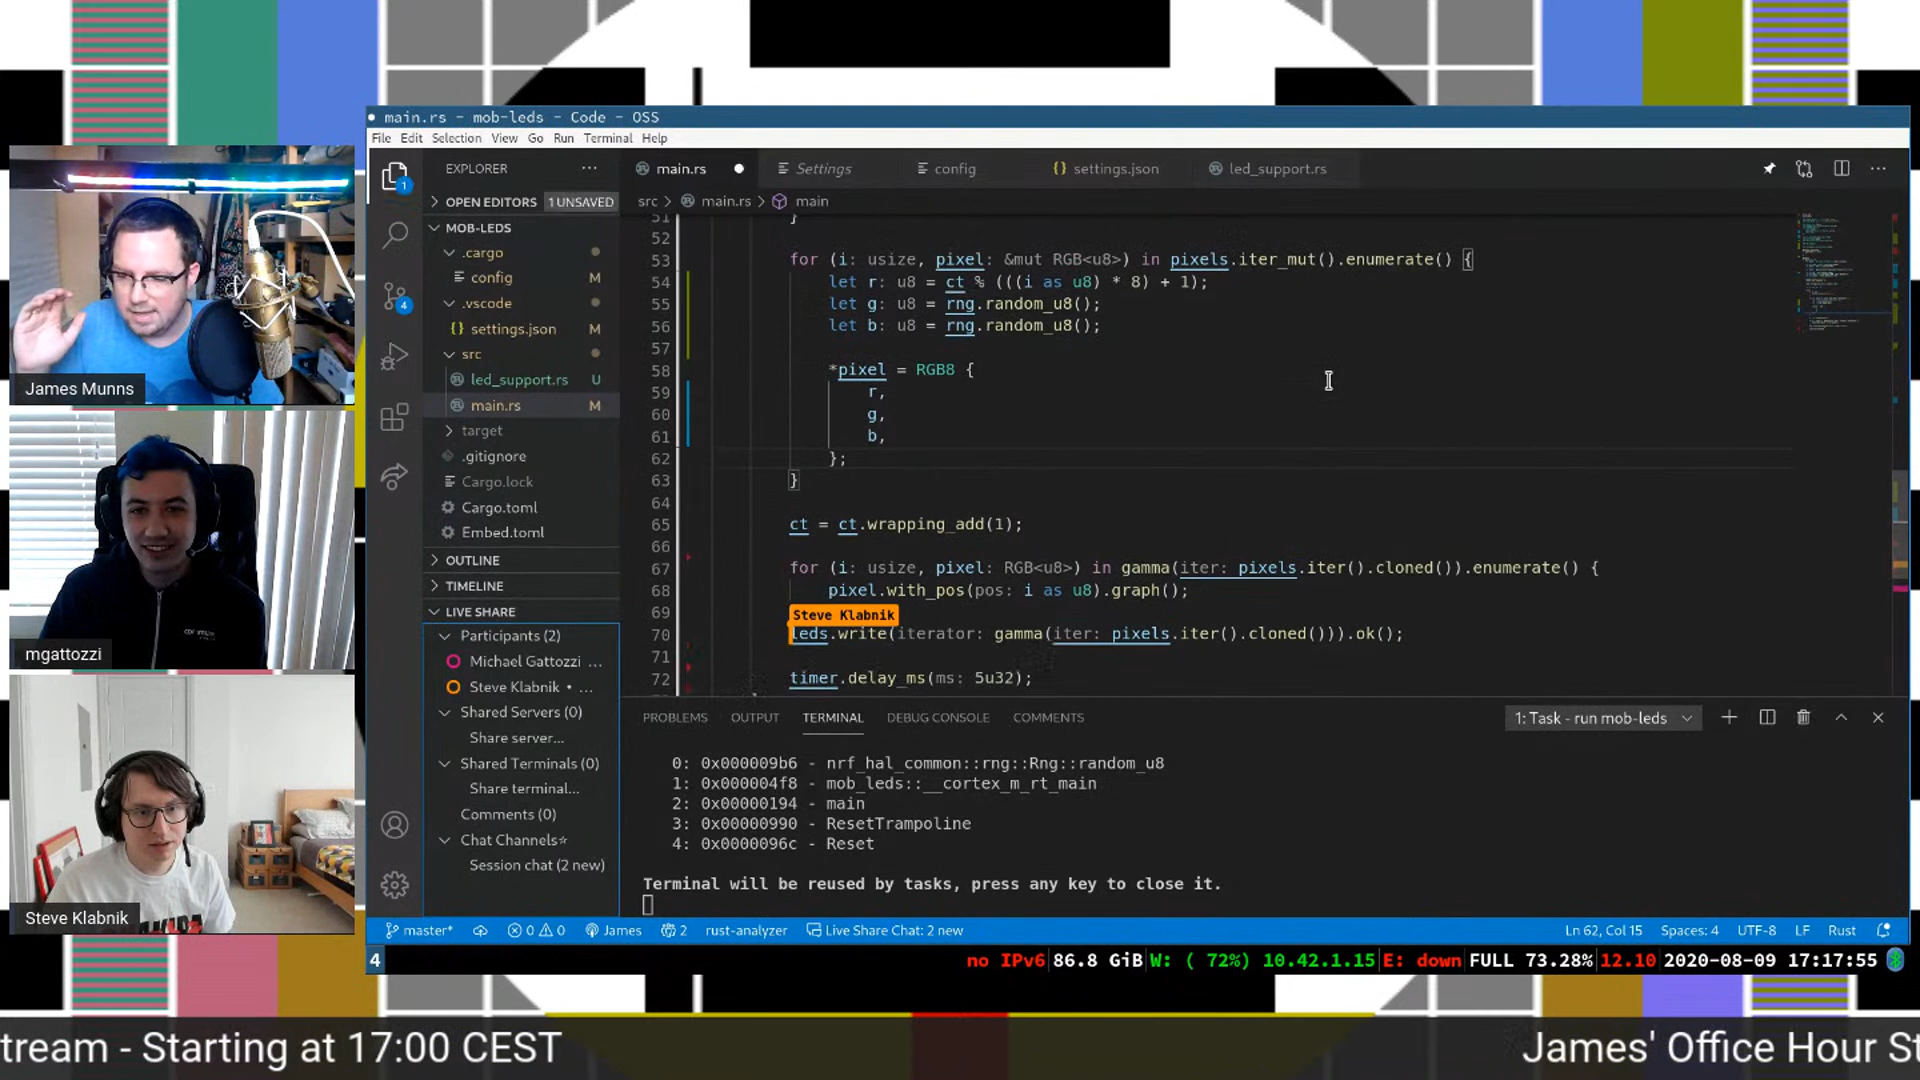 main.rs - mob-leds - Code - OSS
File Edit Selection View Go Run Terminal Help
EXPLORER
main.rs
Settings
config
settings.json
led_support.rs
OPEN EDITORS 1 UNSAVED
src > main.rs > main
MOB-LEDS
.cargo
config M
.vscode
settings.json M
src
led_support.rs U
main.rs M
target
.gitignore
Cargo.lock
Cargo.toml
Embed.toml
OUTLINE
TIMELINE
LIVE SHARE
Participants (2)
Michael Gattozzi ...
Steve Klabnik • ...
Shared Servers (0)
Share server...
Shared Terminals (0)
Share terminal...
Comments (0)
Chat Channels☆
Session chat (2 new)
1
4
51 }
52
53 for (i: usize, pixel: &mut RGB<u8>) in pixels.iter_mut().enumerate() {
54 let r: u8 = ct % (((i as u8) * 8) + 1);
55 let g: u8 = rng.random_u8();
56 let b: u8 = rng.random_u8();
57
58 *pixel = RGB8 {
59 r,
60 g,
61 b,
62 };
63 }
64
65 ct = ct.wrapping_add(1);
66
67 for (i: usize, pixel: RGB<u8>) in gamma(iter: pixels.iter().cloned()).enumerate() {
68 pixel.with_pos(pos: i as u8).graph();
69
Steve Klabnik
70 leds.write(iterator: gamma(iter: pixels.iter().cloned())).ok();
71
72 timer.delay_ms(ms: 5u32);
PROBLEMS OUTPUT TERMINAL DEBUG CONSOLE COMMENTS
1: Task - run mob-leds
0: 0x000009b6 - nrf_hal_common::rng::Rng::random_u8
1: 0x000004f8 - mob_leds::__cortex_m_rt_main
2: 0x00000194 - main
3: 0x00000990 - ResetTrampoline
4: 0x0000096c - Reset
Terminal will be reused by tasks, press any key to close it.
master* 0 0 James 2 rust-analyzer Live Share Chat: 2 new
Ln 62, Col 15 Spaces: 4 UTF-8 LF Rust
4
no IPv6 86.8 GiB W: ( 72%) 10.42.1.15 E: down FULL 73.28% 12.10 2020-08-09 17:17:55
James Munns
mgattozzi
Steve Klabnik
tream - Starting at 17:00 CEST
James' Office Hour St